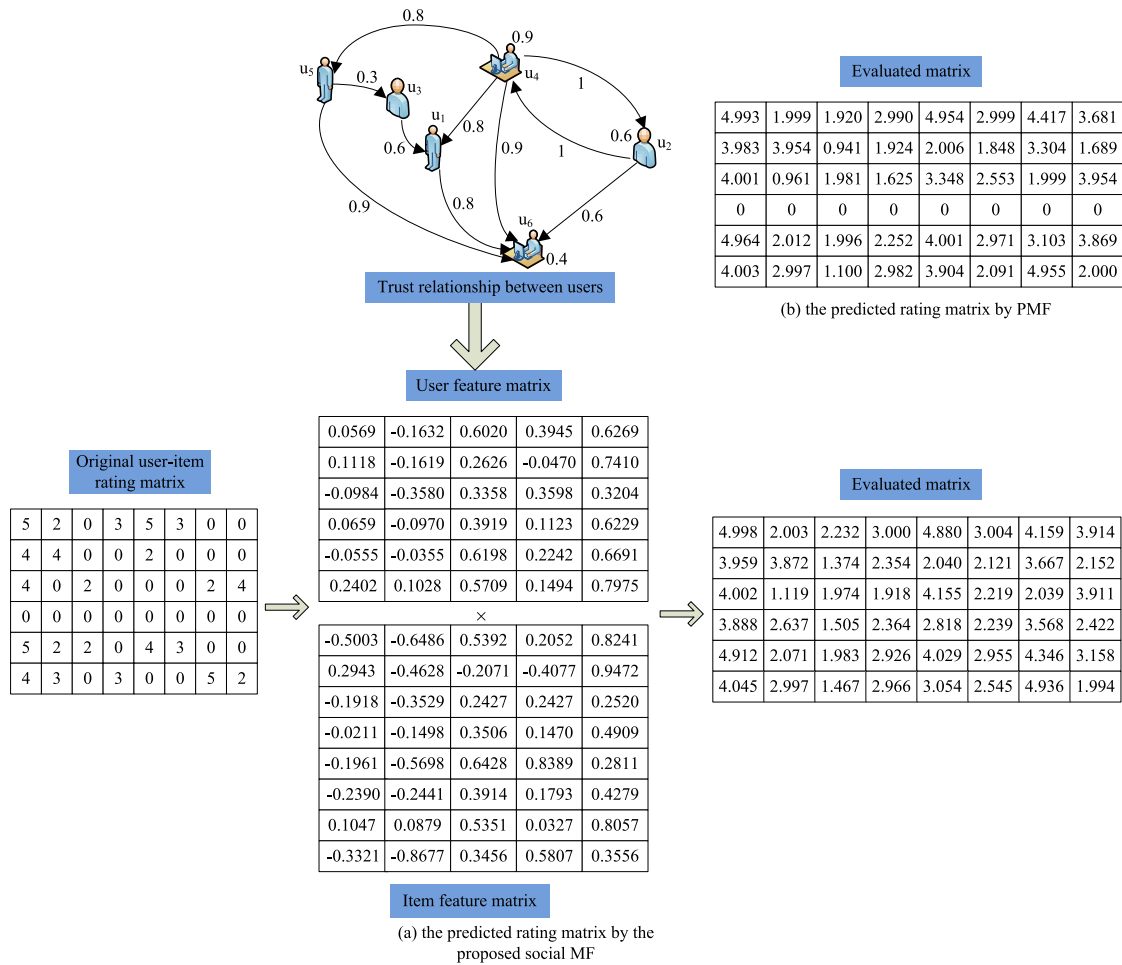 0.8
0.9
u5
u4
0.3
1
u3
u1
0.8
0.6
u2
0.6
0.9
1
0.9
0.8
0.6
u6
0.4
Trust relationship between users
Evaluated matrix
4.993 1.999 1.920 2.990 4.954 2.999 4.417 3.681
3.983 3.954 0.941 1.924 2.006 1.848 3.304 1.689
4.001 0.961 1.981 1.625 3.348 2.553 1.999 3.954
0 0 0 0 0 0 0 0
4.964 2.012 1.996 2.252 4.001 2.971 3.103 3.869
4.003 2.997 1.100 2.982 3.904 2.091 4.955 2.000
(b) the predicted rating matrix by PMF
Original user-item
rating matrix
5 2 0 3 5 3 0 0
4 4 0 0 2 0 0 0
4 0 2 0 0 0 2 4
0 0 0 0 0 0 0 0
5 2 2 0 4 3 0 0
4 3 0 3 0 0 5 2
User feature matrix
0.0569 -0.1632 0.6020 0.3945 0.6269
0.1118 -0.1619 0.2626 -0.0470 0.7410
-0.0984 -0.3580 0.3358 0.3598 0.3204
0.0659 -0.0970 0.3919 0.1123 0.6229
-0.0555 -0.0355 0.6198 0.2242 0.6691
0.2402 0.1028 0.5709 0.1494 0.7975
×
-0.5003 -0.6486 0.5392 0.2052 0.8241
0.2943 -0.4628 -0.2071 -0.4077 0.9472
-0.1918 -0.3529 0.2427 0.2427 0.2520
-0.0211 -0.1498 0.3506 0.1470 0.4909
-0.1961 -0.5698 0.6428 0.8389 0.2811
-0.2390 -0.2441 0.3914 0.1793 0.4279
0.1047 0.0879 0.5351 0.0327 0.8057
-0.3321 -0.8677 0.3456 0.5807 0.3556
Item feature matrix
Evaluated matrix
4.998 2.003 2.232 3.000 4.880 3.004 4.159 3.914
3.959 3.872 1.374 2.354 2.040 2.121 3.667 2.152
4.002 1.119 1.974 1.918 4.155 2.219 2.039 3.911
3.888 2.637 1.505 2.364 2.818 2.239 3.568 2.422
4.912 2.071 1.983 2.926 4.029 2.955 4.346 3.158
4.045 2.997 1.467 2.966 3.054 2.545 4.936 1.994
(a) the predicted rating matrix by the
proposed social MF